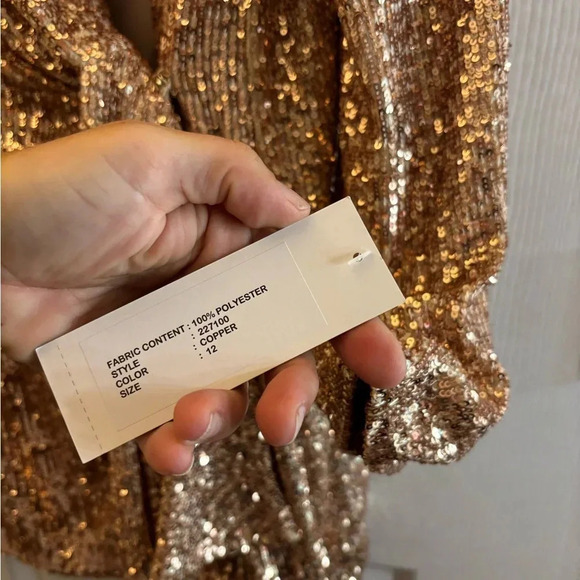 FABRIC CONTENT : 100% POLYESTER
STYLE : 227100
COLOR : COPPER
SIZE : 12